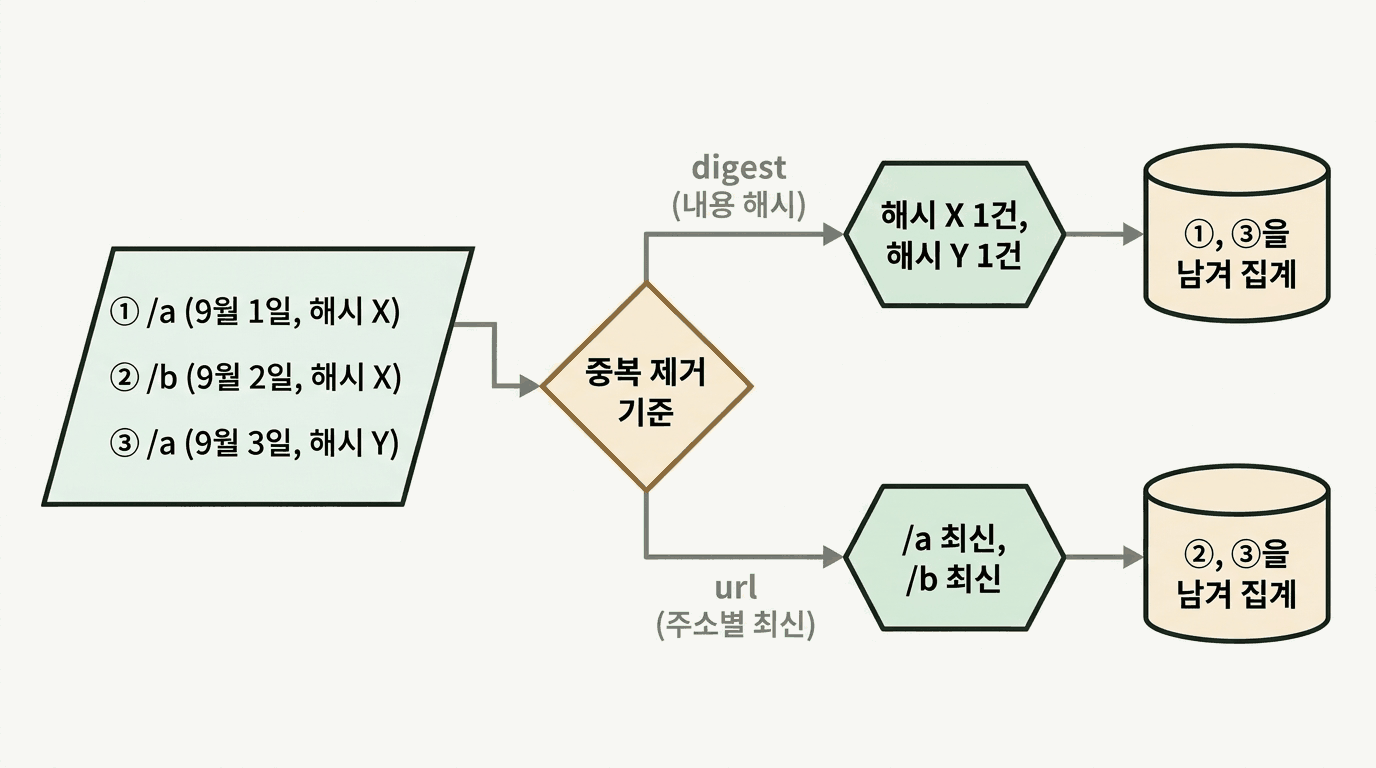 ① /a (9월 1일, 해시 X)
② /b (9월 2일, 해시 X)
③ /a (9월 3일, 해시 Y)
중복 제거
기준
digest
(내용 해시)
해시 X 1건,
해시 Y 1건
①, ③을
남겨 집계
url
(주소별 최신)
/a 최신,
/b 최신
②, ③을
남겨 집계